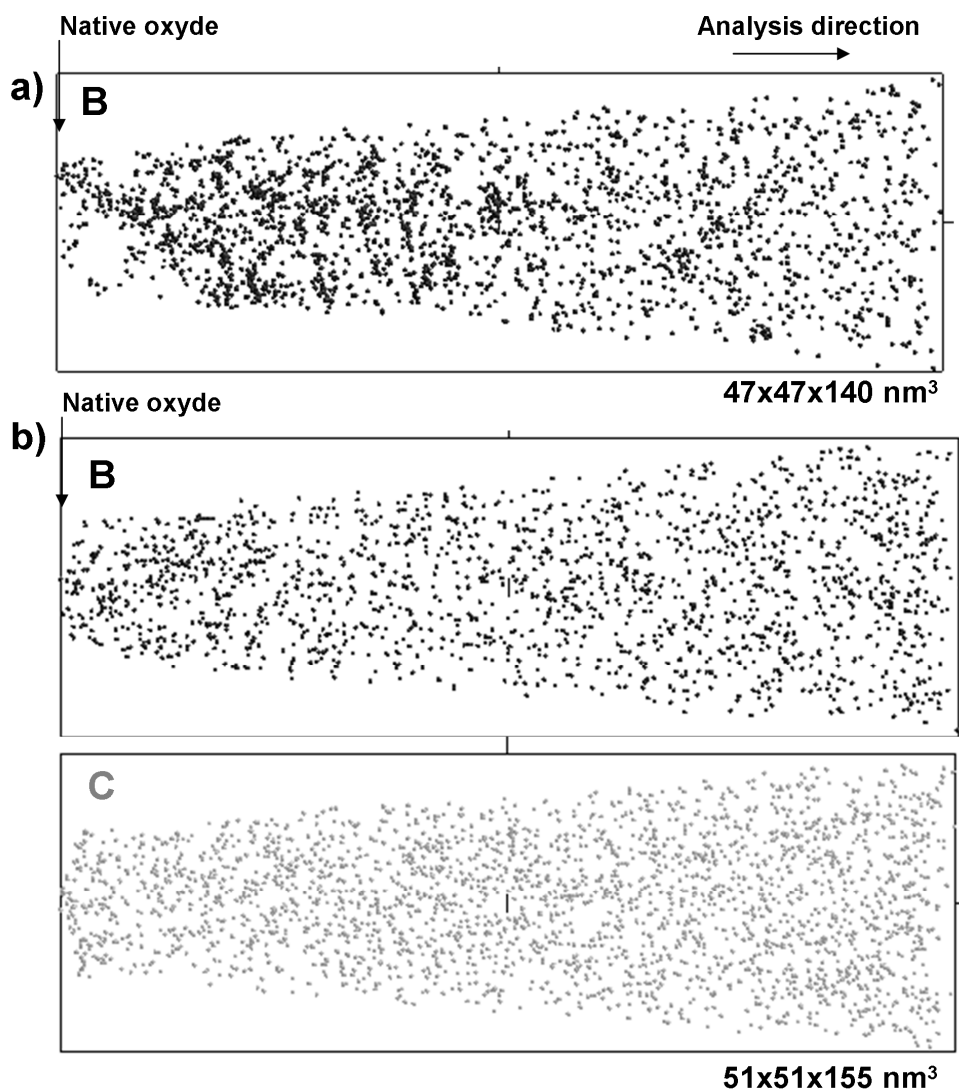 Native oxyde
Analysis direction
a)
B
47x47x140 nm³
Native oxyde
b)
B
C
51x51x155 nm³